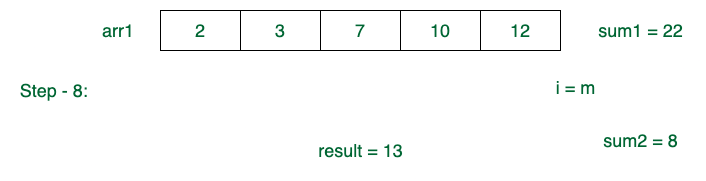 arr1 2 3 7 10 12 sum1 = 22
Step - 8: i = m
sum2 = 8
result = 13